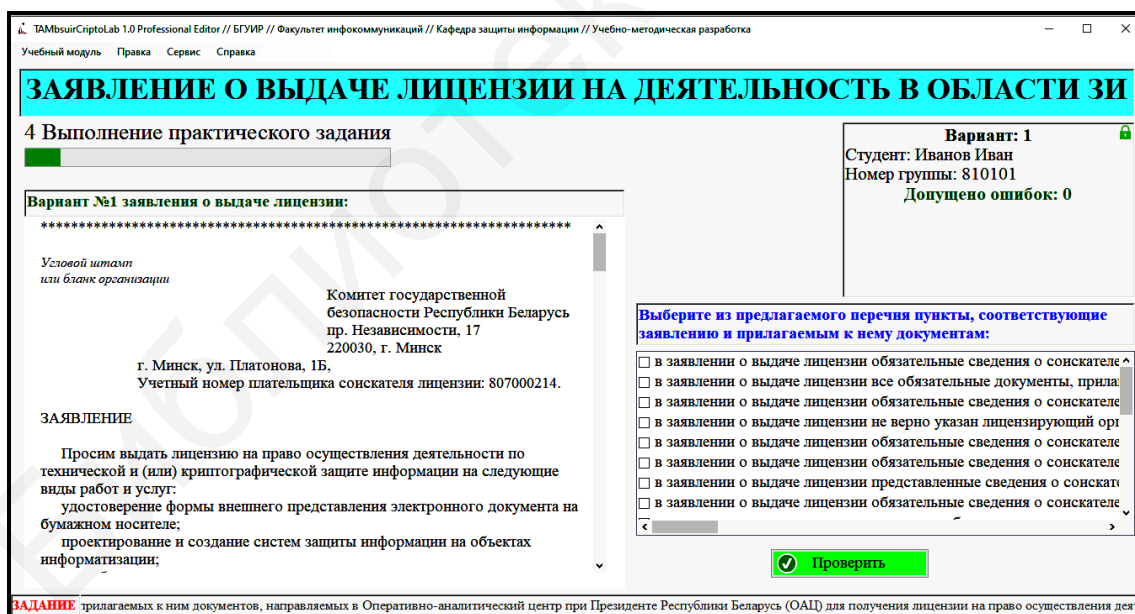 TAMbsuirCriptoLab 1.0 Professional Editor // БГУИР // Факультет инфокоммуникаций // Кафедра защиты информации // Учебно-методическая разработка
Учебный модуль Правка Сервис Справка
ЗАЯВЛЕНИЕ О ВЫДАЧЕ ЛИЦЕНЗИИ НА ДЕЯТЕЛЬНОСТЬ В ОБЛАСТИ ЗИ
4 Выполнение практического задания
Вариант: 1
Студент: Иванов Иван
Номер группы: 810101
Допущено ошибок: 0
Вариант №1 заявления о выдаче лицензии:
**********************************************************************
Угловой штамп
или бланк организации
Комитет государственной
безопасности Республики Беларусь
пр. Независимости, 17
220030, г. Минск
г. Минск, ул. Платонова, 1Б,
Учетный номер плательщика соискателя лицензии: 807000214.
ЗАЯВЛЕНИЕ
Просим выдать лицензию на право осуществления деятельности по
технической и (или) криптографической защите информации на следующие
виды работ и услуг:
удостоверение формы внешнего представления электронного документа на
бумажном носителе;
проектирование и создание систем защиты информации на объектах
информатизации;
Выберите из предлагаемого перечня пункты, соответствующие
заявлению и прилагаемым к нему документам:
в заявлении о выдаче лицензии обязательные сведения о соискателе
в заявлении о выдаче лицензии все обязательные документы, прила
в заявлении о выдаче лицензии обязательные сведения о соискателе
в заявлении о выдаче лицензии не верно указан лицензирующий орг
в заявлении о выдаче лицензии обязательные сведения о соискателе
в заявлении о выдаче лицензии обязательные сведения о соискателе
в заявлении о выдаче лицензии представленные сведения о соискате
в заявлении о выдаче лицензии обязательные сведения о соискателе
Проверить
ЗАДАНИЕ прилагаемых к ним документов, направляемых в Оперативно-аналитический центр при Президенте Республики Беларусь (ОАЦ) для получения лицензии на право осуществления дея